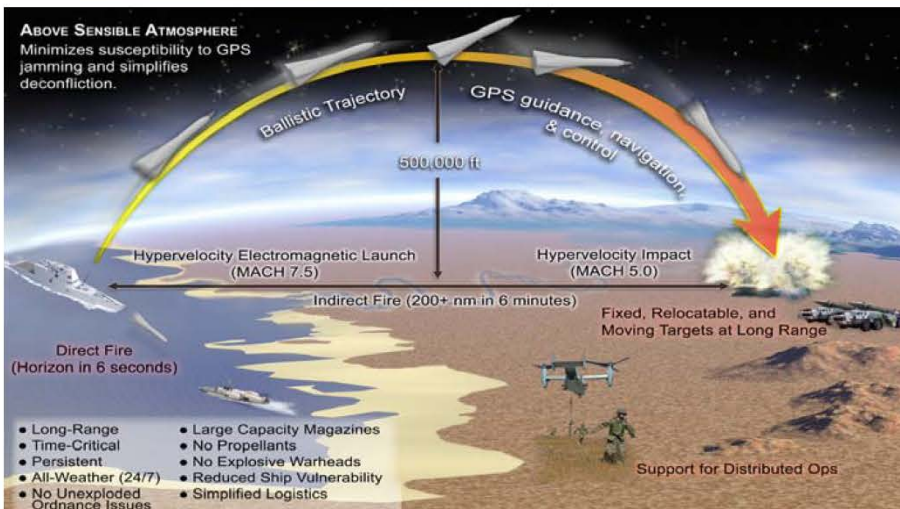 ABOVE SENSIBLE ATMOSPHERE
Minimizes susceptibility to GPS
jamming and simplifies
deconfliction.
Ballistic Trajectory
GPS guidance, navigation,
& control
500,000 ft
Hypervelocity Electromagnetic Launch
(MACH 7.5)
Hypervelocity Impact
(MACH 5.0)
Indirect Fire (200+ nm in 6 minutes)
Fixed, Relocatable, and
Moving Targets at Long Range
Direct Fire
(Horizon in 6 seconds)
• Long-Range
• Time-Critical
• Persistent
• All-Weather (24/7)
• No Unexploded
Ordnance Issues
• Large Capacity Magazines
• No Propellants
• No Explosive Warheads
• Reduced Ship Vulnerability
• Simplified Logistics
Support for Distributed Ops